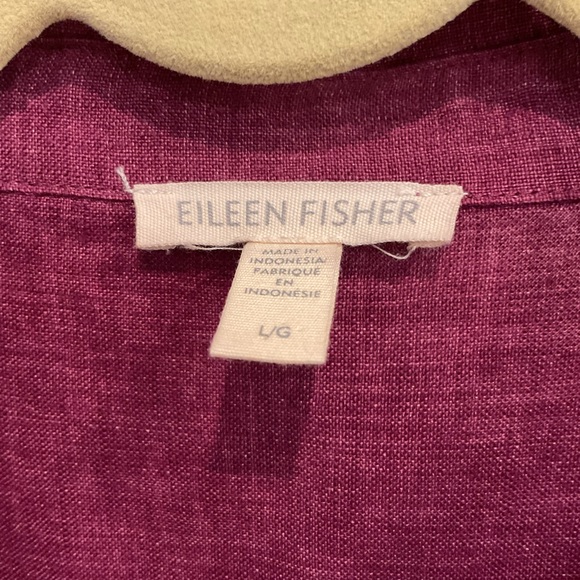 EILEEN FISHER
MADE IN
INDONESIA/
FABRIQUÉ
EN
INDONÉSIE
L/G